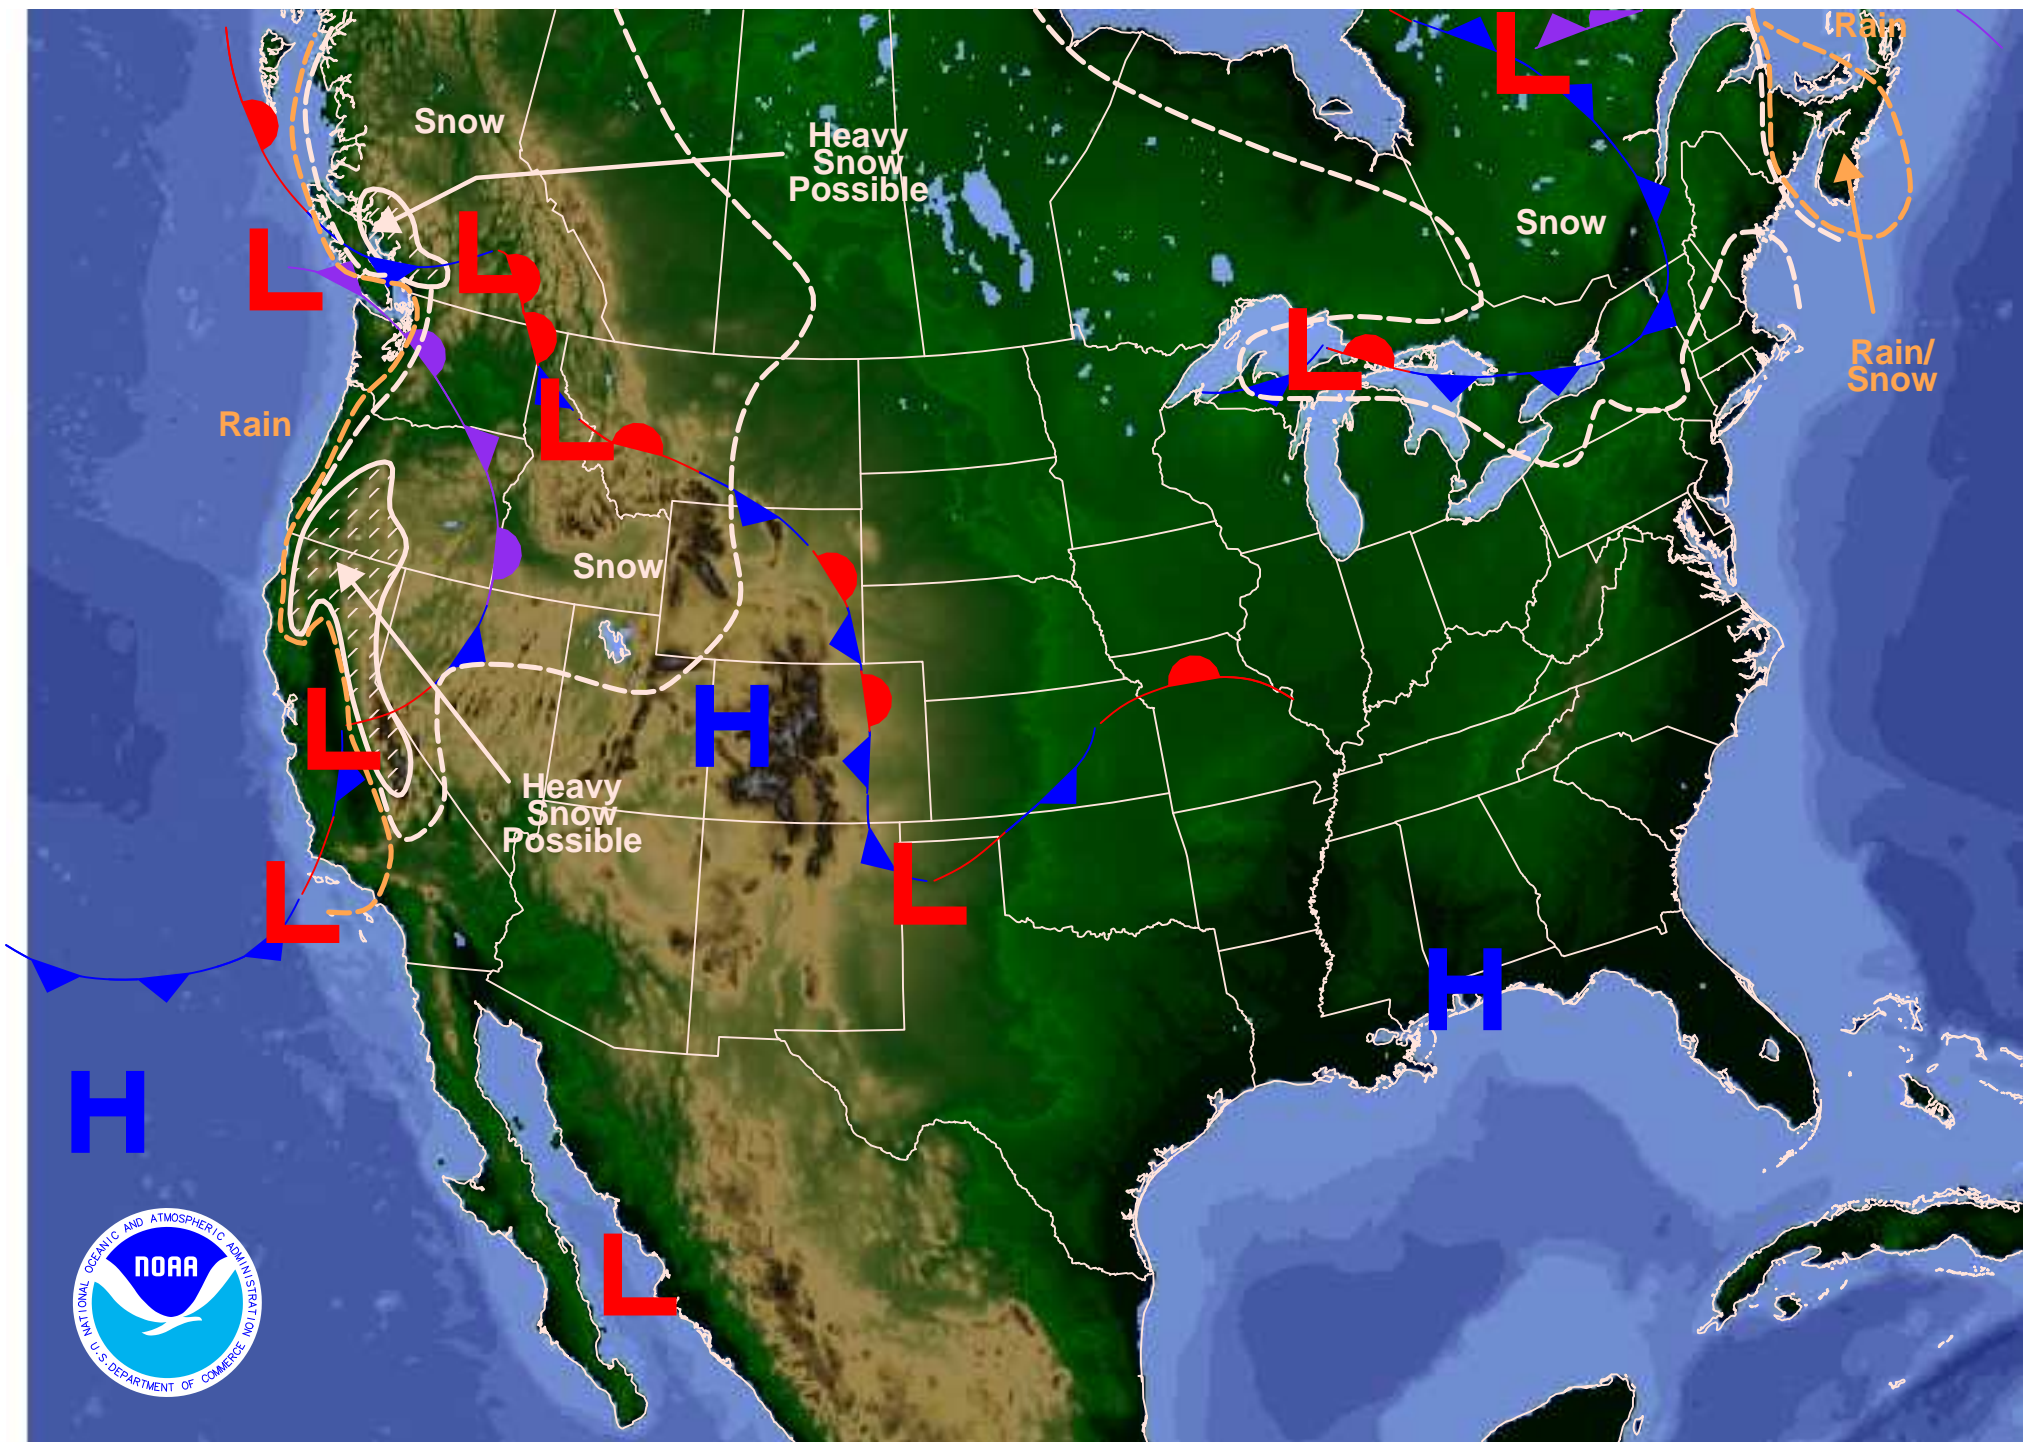 Rain
Snow
Heavy
Snow
Possible
Snow
L
L
L
L
Rain/
Snow
L
Rain
Snow
H
L
Heavy
Snow
Possible
L
L
H
H
L
NOAA
NATIONAL OCEANIC AND ATMOSPHERIC ADMINISTRATION
U.S. DEPARTMENT OF COMMERCE